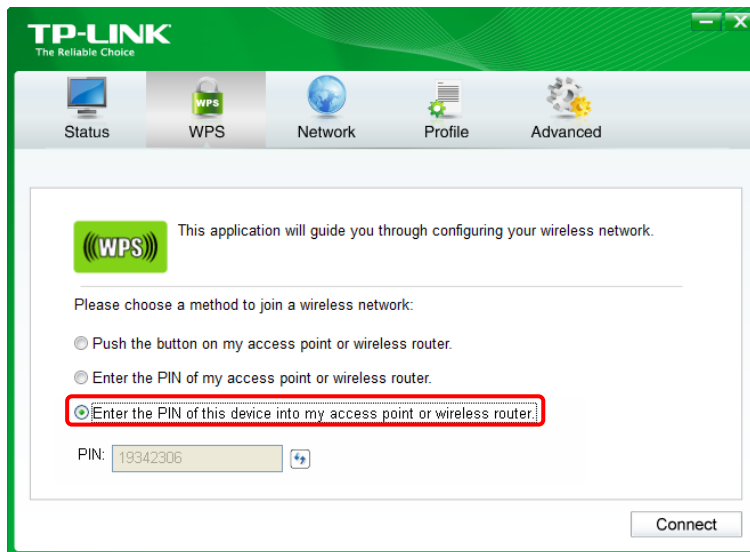 TP-LINK
The Reliable Choice
Status WPS Network Profile Advanced
WPS
This application will guide you through configuring your wireless network.
WPS
Please choose a method to join a wireless network:
Push the button on my access point or wireless router.
Enter the PIN of my access point or wireless router.
Enter the PIN of this device into my access point or wireless router.
PIN: 19342306
Connect